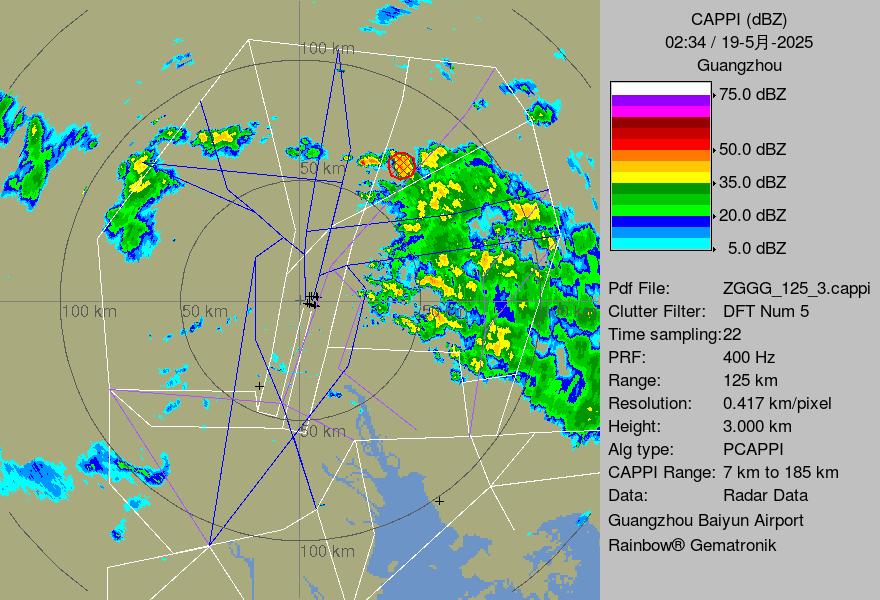 CAPPI (dBZ)
02:34 / 19-5月-2025
Guangzhou
75.0 dBZ
50.0 dBZ
35.0 dBZ
20.0 dBZ
5.0 dBZ
Pdf File: ZGGG_125_3.cappi
Clutter Filter: DFT Num 5
Time sampling:22
PRF: 400 Hz
Range: 125 km
Resolution: 0.417 km/pixel
Height: 3.000 km
Alg type: PCAPPI
CAPPI Range: 7 km to 185 km
Data: Radar Data
Guangzhou Baiyun Airport
Rainbow® Gematronik
100 km
50 km
100 km
50 km
50 km
100 km